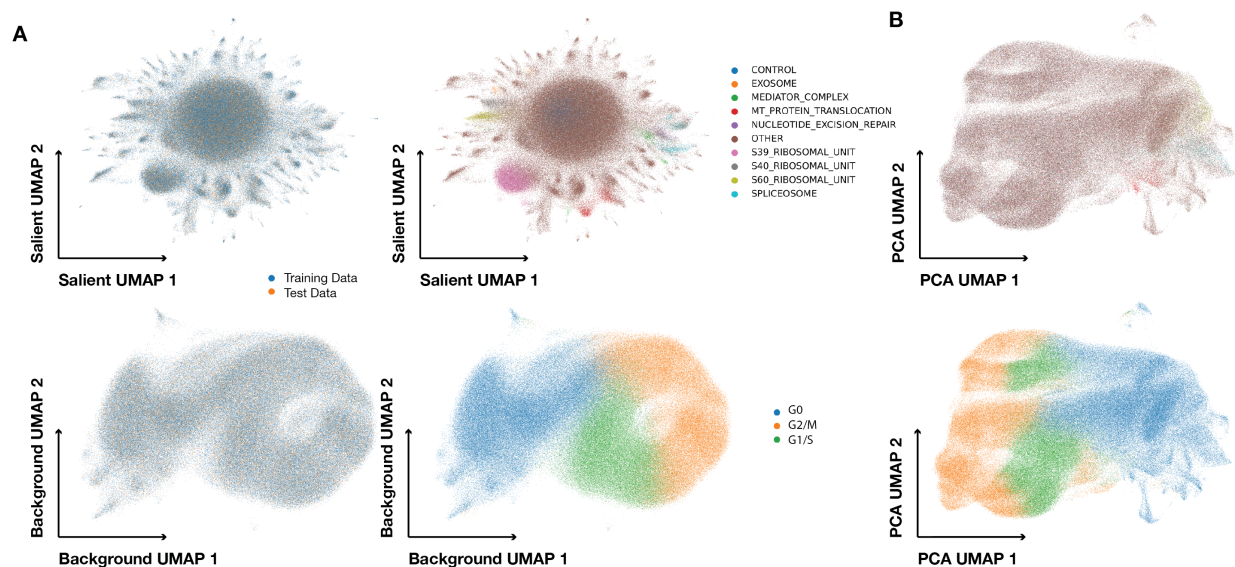 A
B
Salient UMAP 2
Salient UMAP 1
Salient UMAP 2
Salient UMAP 1
CONTROL
EXOSOME
MEDIATOR_COMPLEX
MT_PROTEIN_TRANSLOCATION
NUCLEOTIDE_EXCISION_REPAIR
OTHER
S39_RIBOSOMAL_UNIT
S40_RIBOSOMAL_UNIT
S60_RIBOSOMAL_UNIT
SPLICEOSOME
PCA UMAP 2
PCA UMAP 1
Training Data
Test Data
Background UMAP 2
Background UMAP 1
Background UMAP 2
Background UMAP 1
G0
G2/M
G1/S
PCA UMAP 2
PCA UMAP 1